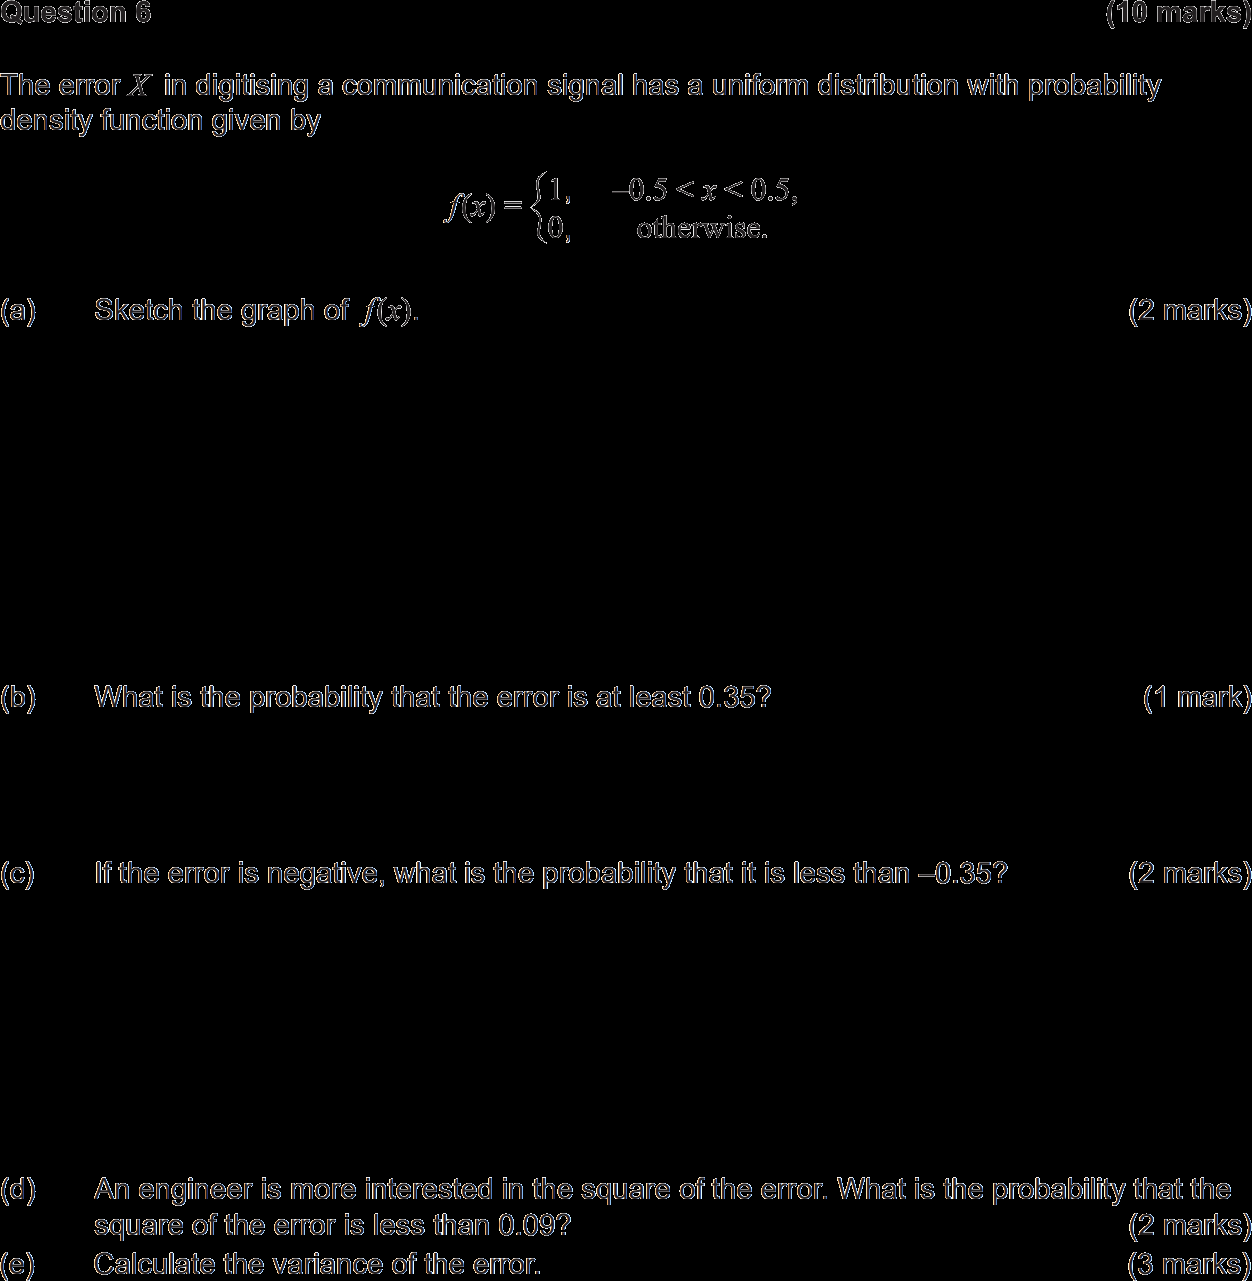 Question 6 (10 marks)
The error X in digitising a communication signal has a uniform distribution with probability
density function given by
f(x) = { 1, –0.5 < x < 0.5,
0, otherwise.
(a) Sketch the graph of f(x). (2 marks)
(b) What is the probability that the error is at least 0.35? (1 mark)
(c) If the error is negative, what is the probability that it is less than –0.35? (2 marks)
(d) An engineer is more interested in the square of the error. What is the probability that the
square of the error is less than 0.09? (2 marks)
(e) Calculate the variance of the error. (3 marks)